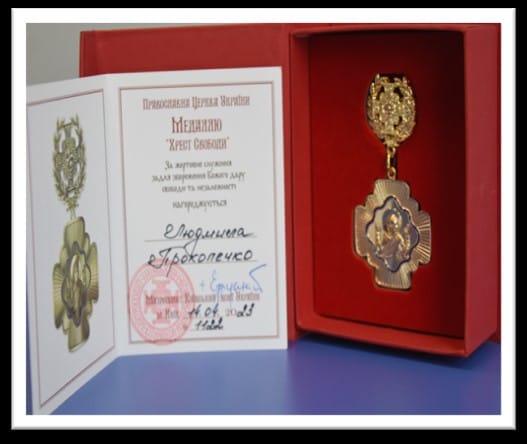 Православна Церква України
Медаллю
"Хрест Свободи"
За жертовне служіння
задля збереження Божого дару
свободи та незалежності
нагороджується
Людмила
Прокопечко
+ Епіфаній
Митрополит Київський і всієї України
м. Київ 14.04.2023
1122